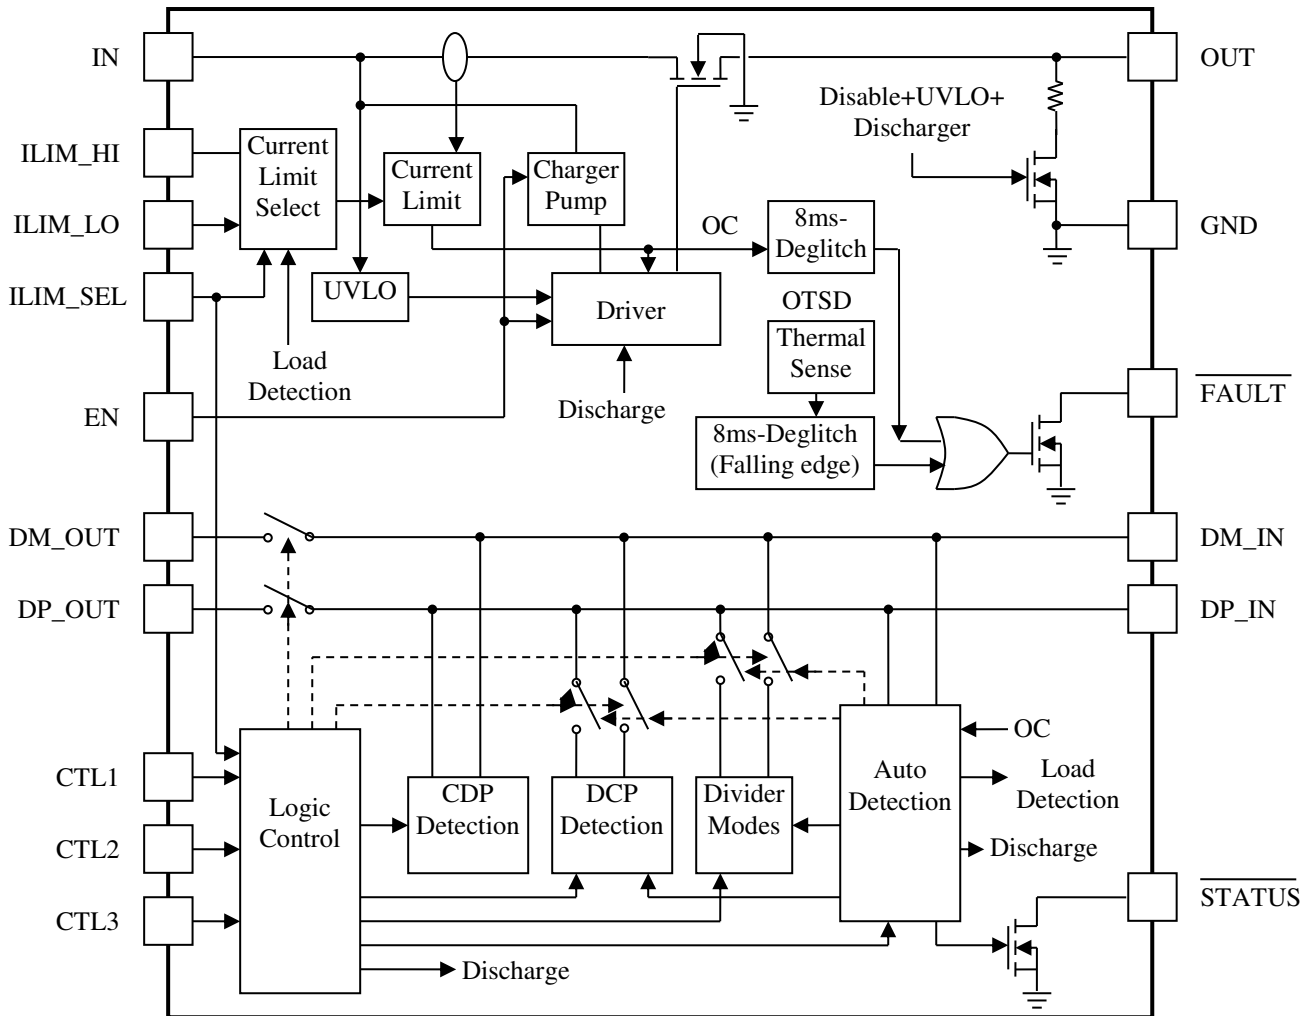 IN
OUT
Disable+UVLO+
Discharger
ILIM_HI
Current
Limit
Select
Current
Limit
Charger
Pump
ILIM_LO
OC
8ms-
Deglitch
GND
ILIM_SEL
UVLO
Driver
OTSD
Thermal
Sense
Load
Detection
Discharge
FAULT
EN
8ms-Deglitch
(Falling edge)
DM_OUT
DM_IN
DP_OUT
DP_IN
OC
CTL1
Logic
Control
CDP
Detection
DCP
Detection
Divider
Modes
Auto
Detection
Load
Detection
CTL2
Discharge
STATUS
CTL3
Discharge